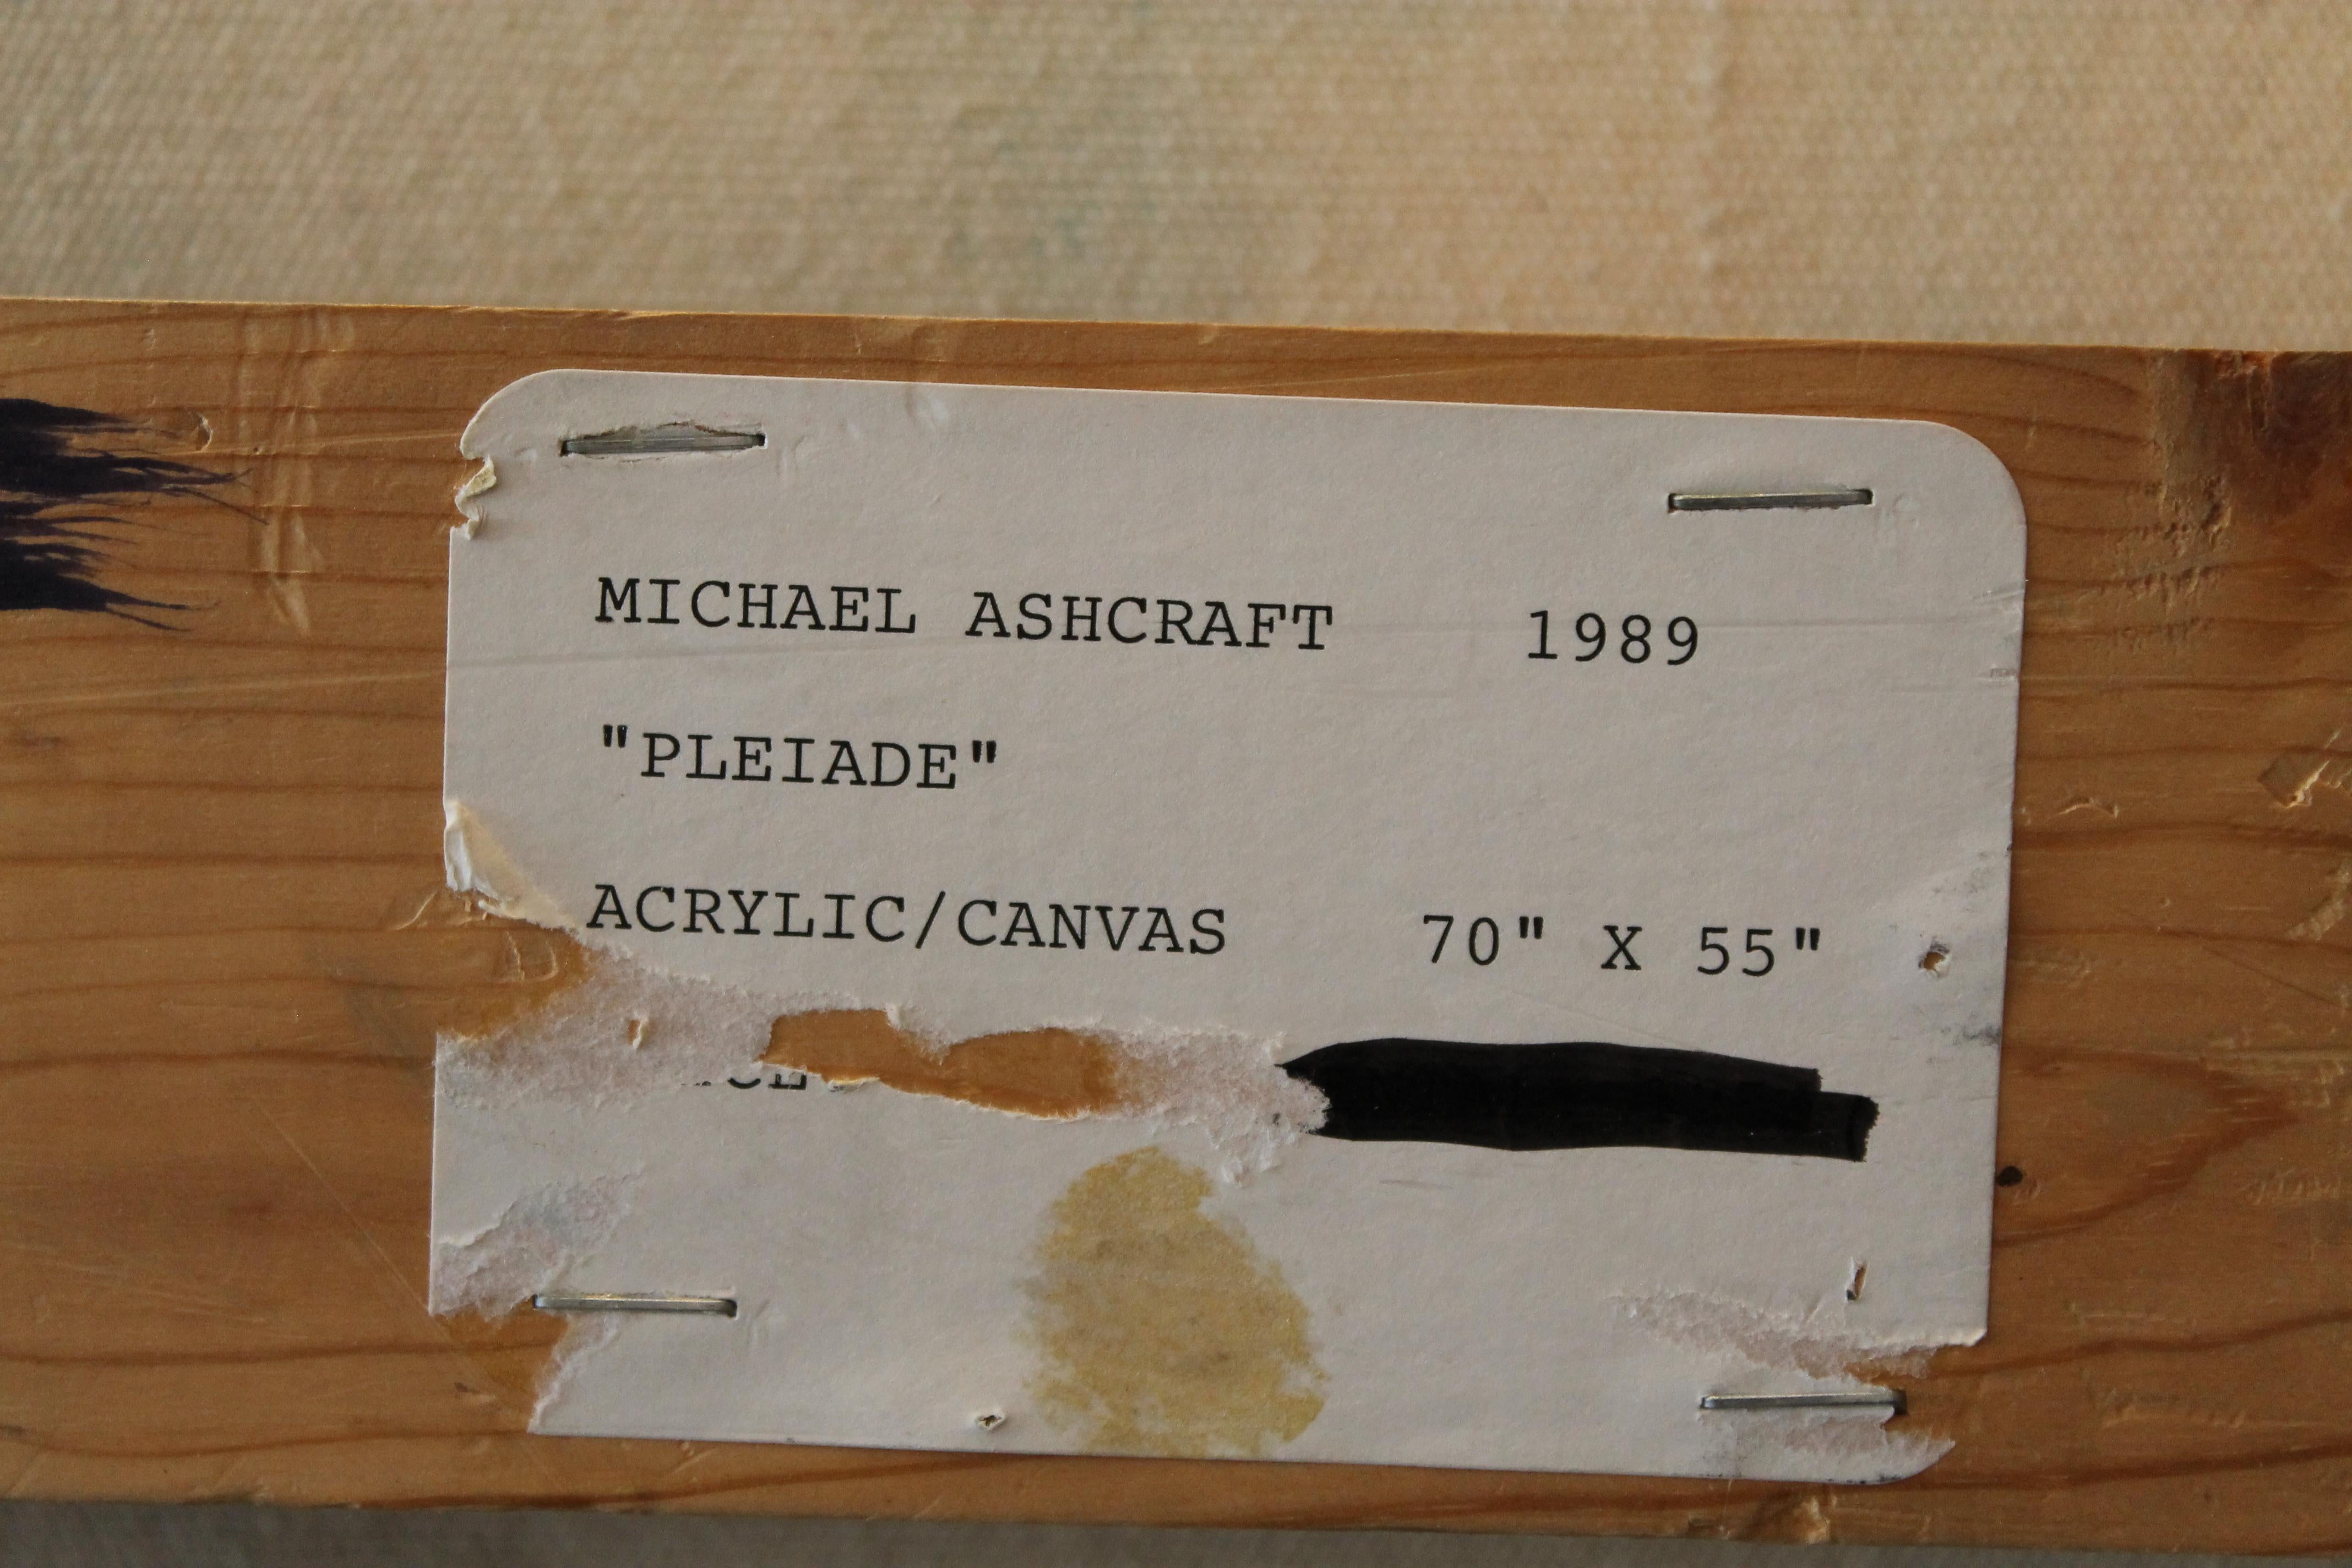 MICHAEL ASHCRAFT 1989
"PLEIADE"
ACRYLIC/CANVAS 70" X 55"